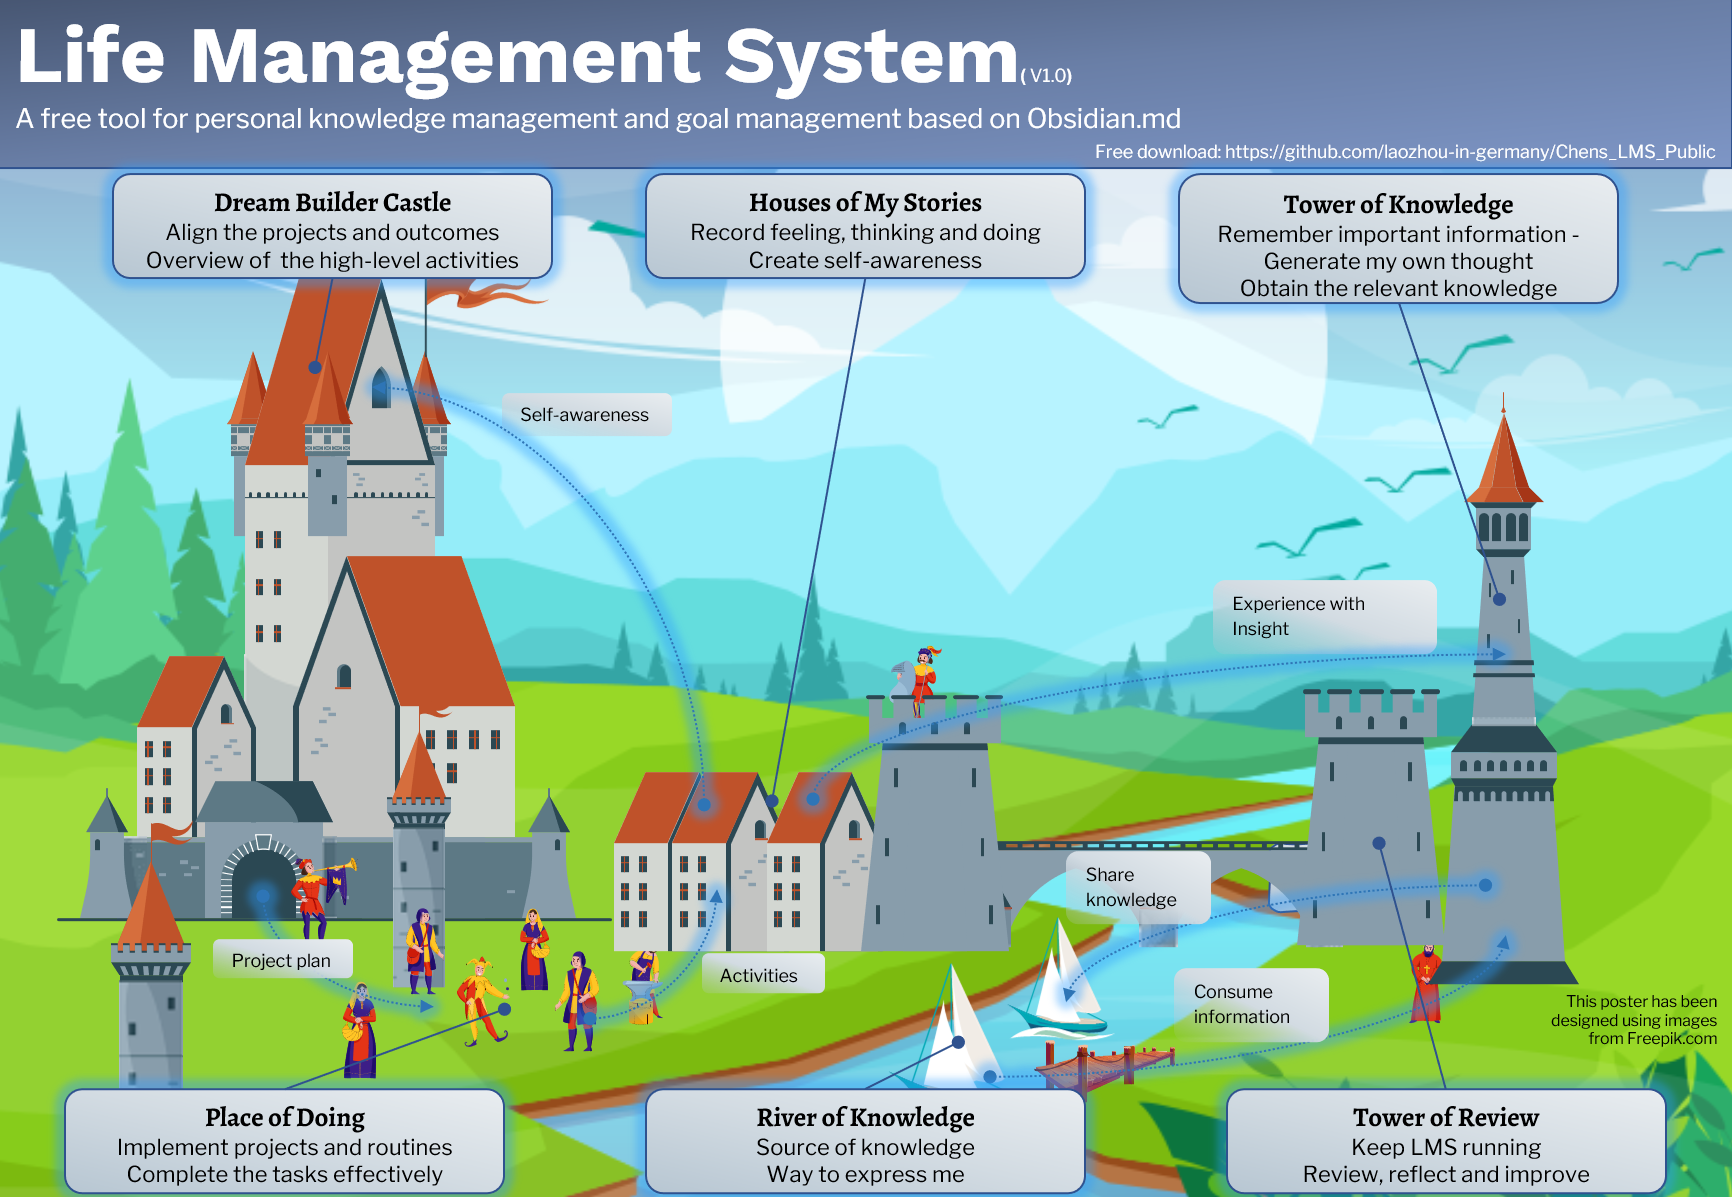 Life Management System( V1.0)
A free tool for personal knowledge management and goal management based on Obsidian.md
Free download: https://github.com/laozhou-in-germany/Chens_LMS_Public
Dream Builder Castle
Align the projects and outcomes
Overview of  the high-level activities
Houses of My Stories
Record feeling, thinking and doing
Create self-awareness
Tower of Knowledge
Remember important information -
Generate my own thought
Obtain the relevant knowledge
Self-awareness
Experience with
Insight
Share
knowledge
Project plan
Activities
Consume
information
This poster has been
designed using images
from Freepik.com
Place of Doing
Implement projects and routines
Complete the tasks effectively
River of Knowledge
Source of knowledge
Way to express me
Tower of Review
Keep LMS running
Review, reflect and improve